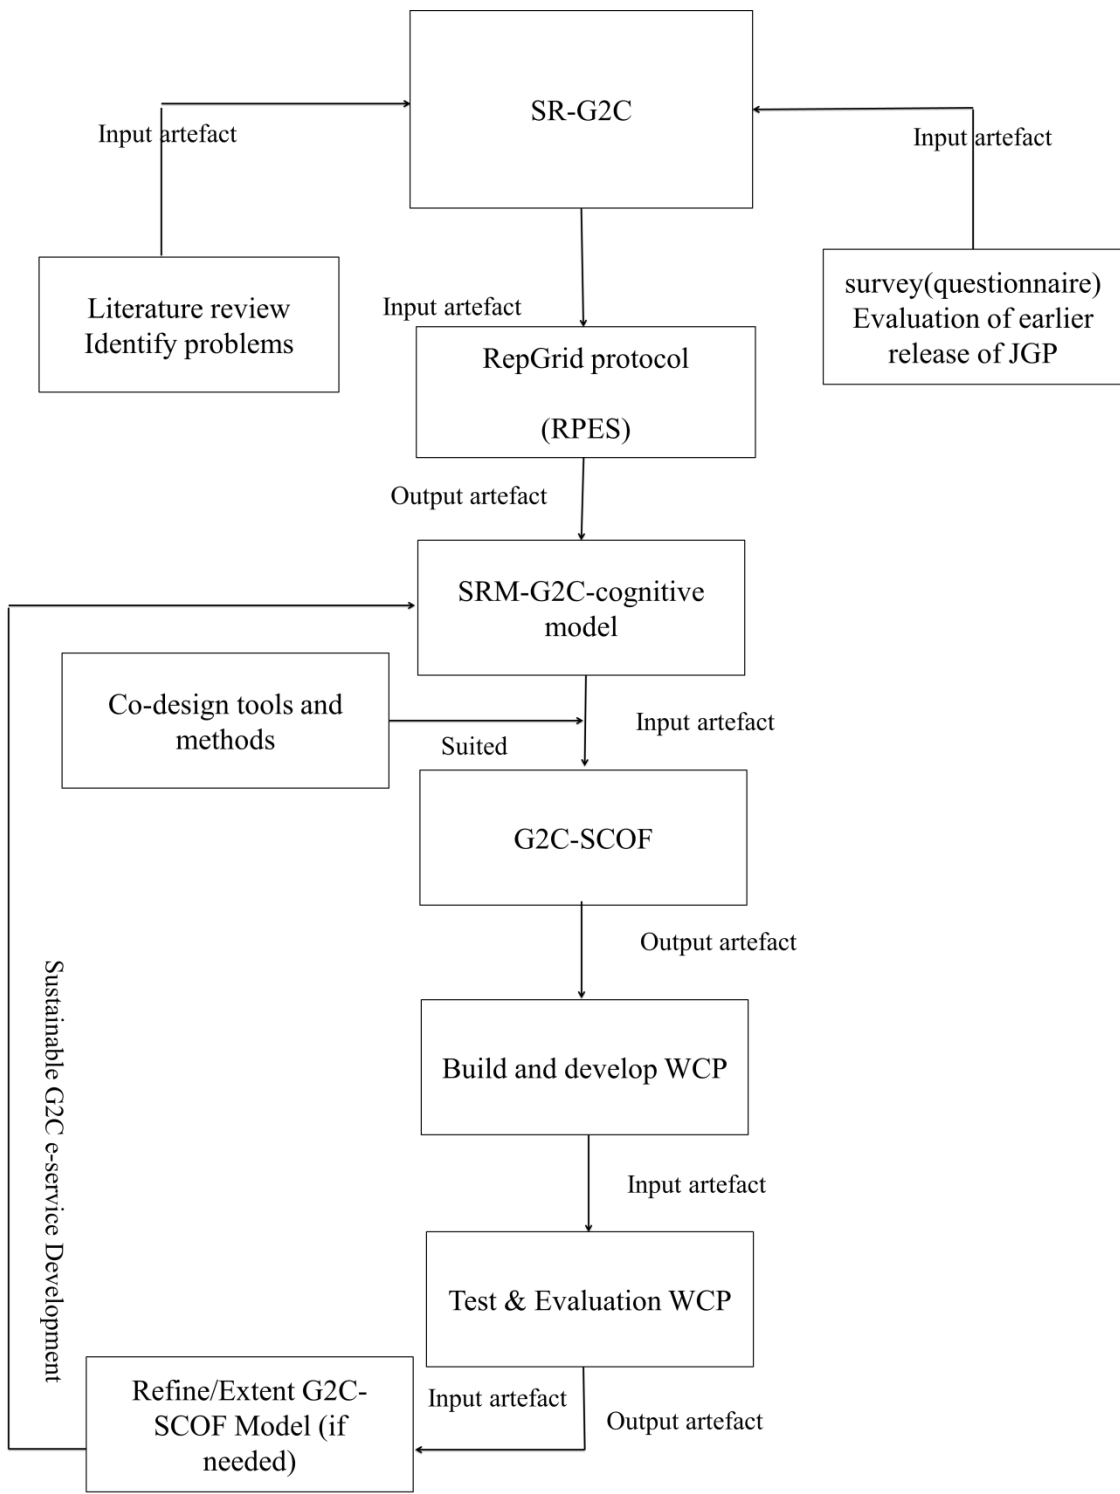 SR-G2C
Input artefact
Input artefact
Literature review
Identify problems
survey(questionnaire)
Evaluation of earlier
release of JGP
Input artefact
RepGrid protocol
(RPES)
Output artefact
SRM-G2C-cognitive
model
Co-design tools and
methods
Suited
Input artefact
G2C-SCOF
Output artefact
Sustainable G2C e-service Development
Build and develop WCP
Input artefact
Test & Evaluation WCP
Refine/Extent G2C-
SCOF Model (if
needed)
Input artefact
Output artefact